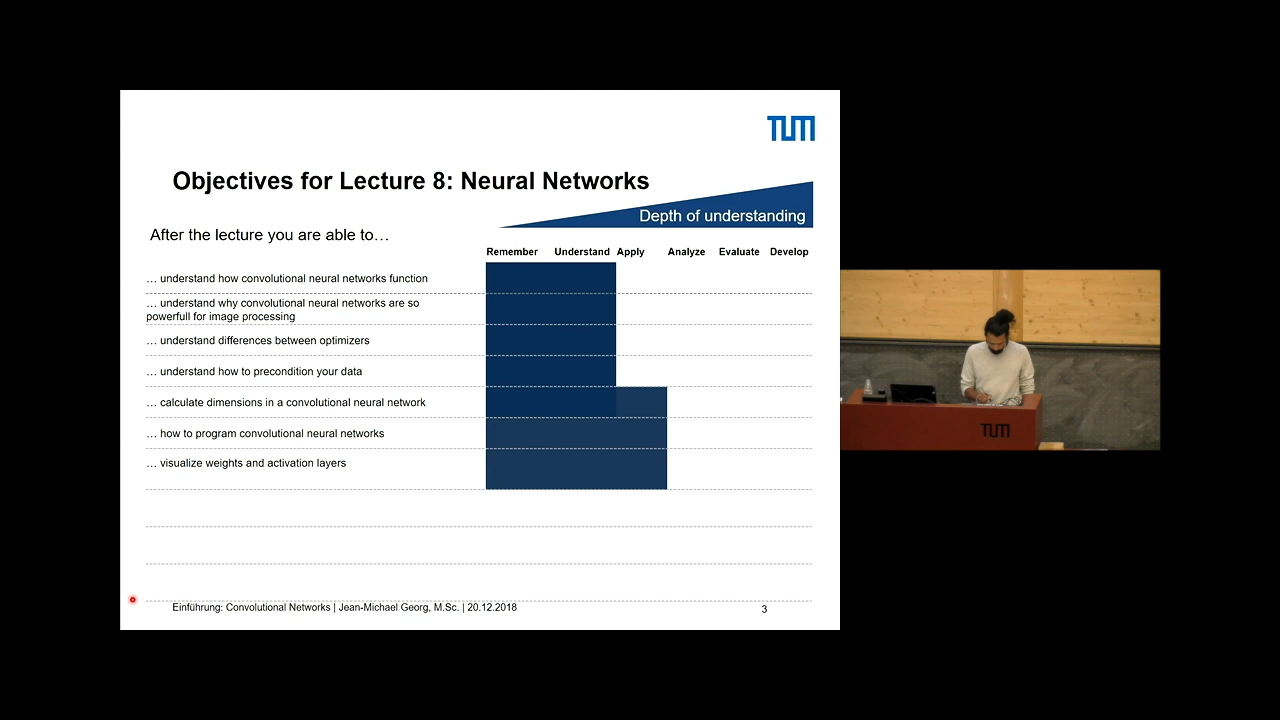 TUM
Objectives for Lecture 8: Neural Networks
Depth of understanding
After the lecture you are able to…
Remember Understand Apply Analyze Evaluate Develop
… understand how convolutional neural networks function
… understand why convolutional neural networks are so
powerfull for image processing
… understand differences between optimizers
… understand how to precondition your data
… calculate dimensions in a convolutional neural network
… how to program convolutional neural networks
… visualize weights and activation layers
Einführung: Convolutional Networks | Jean-Michael Georg, M.Sc. | 20.12.2018
3
TUM